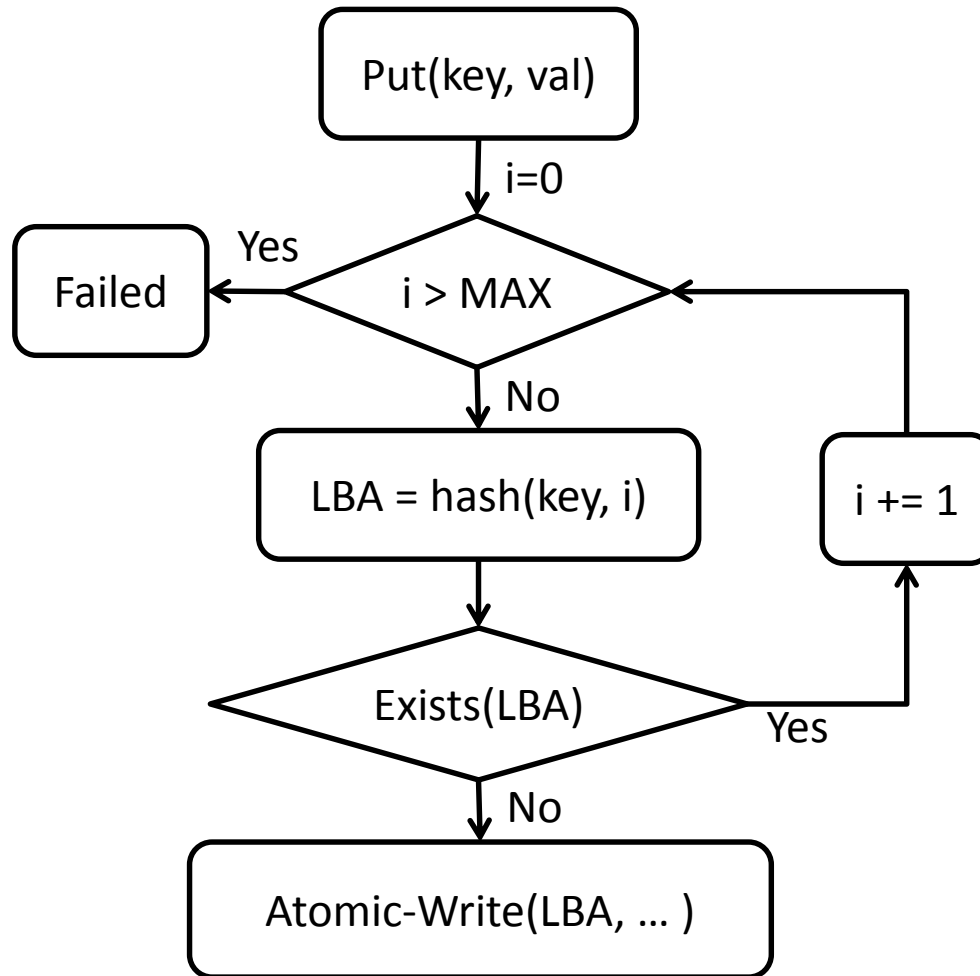 Put(key, val)
i=0
Yes
Failed
i > MAX
No
LBA = hash(key, i)
i += 1
Exists(LBA)
Yes
No
Atomic-Write(LBA, … )